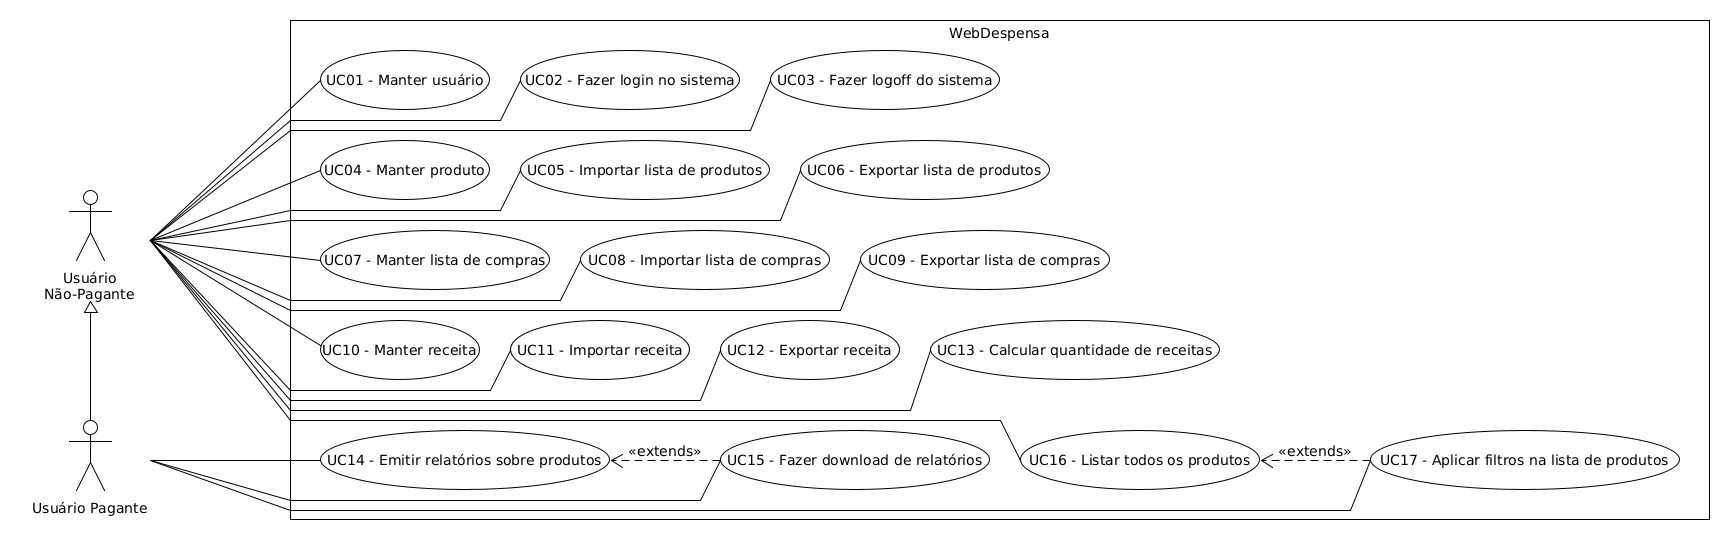 WebDespensa
UC01 - Manter usuário
UC02 - Fazer login no sistema
UC03 - Fazer logoff do sistema
UC04 - Manter produto
UC05 - Importar lista de produtos
UC06 - Exportar lista de produtos
Usuário
Não-Pagante
UC07 - Manter lista de compras
UC08 - Importar lista de compras
UC09 - Exportar lista de compras
UC10 - Manter receita
UC11 - Importar receita
UC12 - Exportar receita
UC13 - Calcular quantidade de receitas
UC14 - Emitir relatórios sobre produtos
«extends»
UC15 - Fazer download de relatórios
UC16 - Listar todos os produtos
«extends»
UC17 - Aplicar filtros na lista de produtos
Usuário Pagante